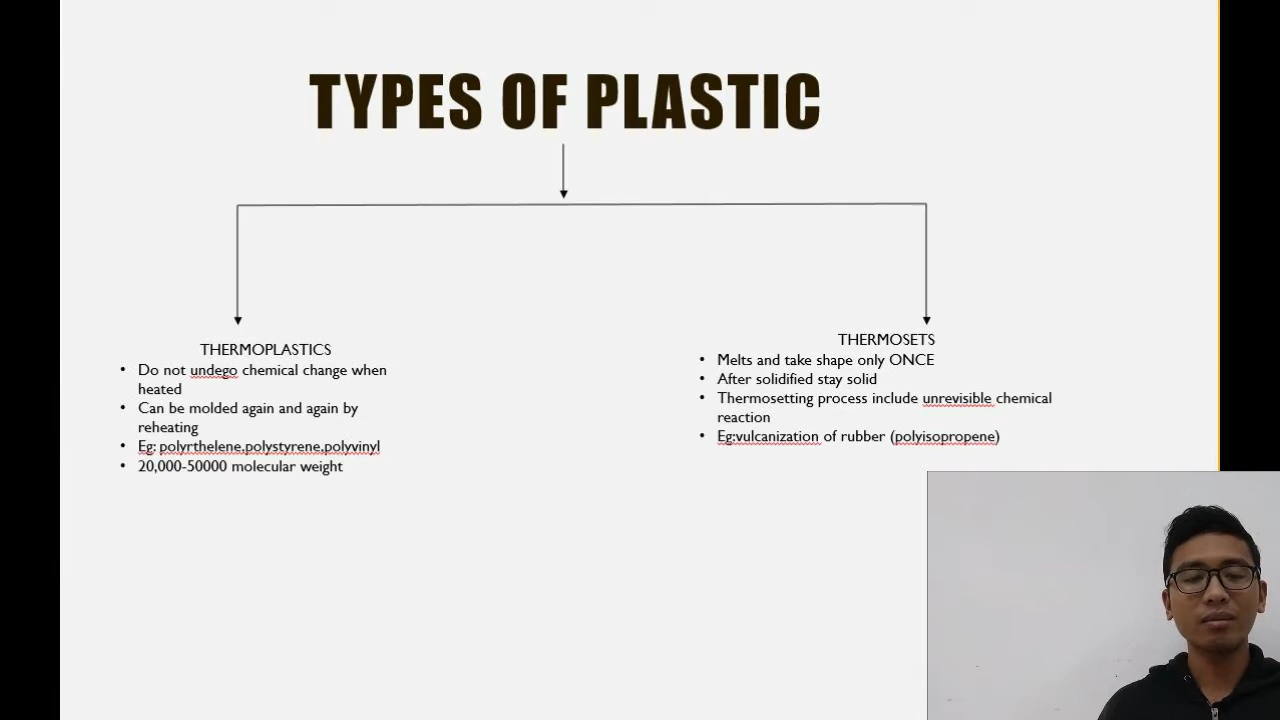 TYPES OF PLASTIC
THERMOPLASTICS
• Do not undego chemical change when
heated
• Can be molded again and again by
reheating
• Eg: polyrthelene,polystyrene,polyvinyl
• 20,000-50000 molecular weight
THERMOSETS
• Melts and take shape only ONCE
• After solidified stay solid
• Thermosetting process include unrevisible chemical
reaction
• Eg:vulcanization of rubber (polyisopropene)